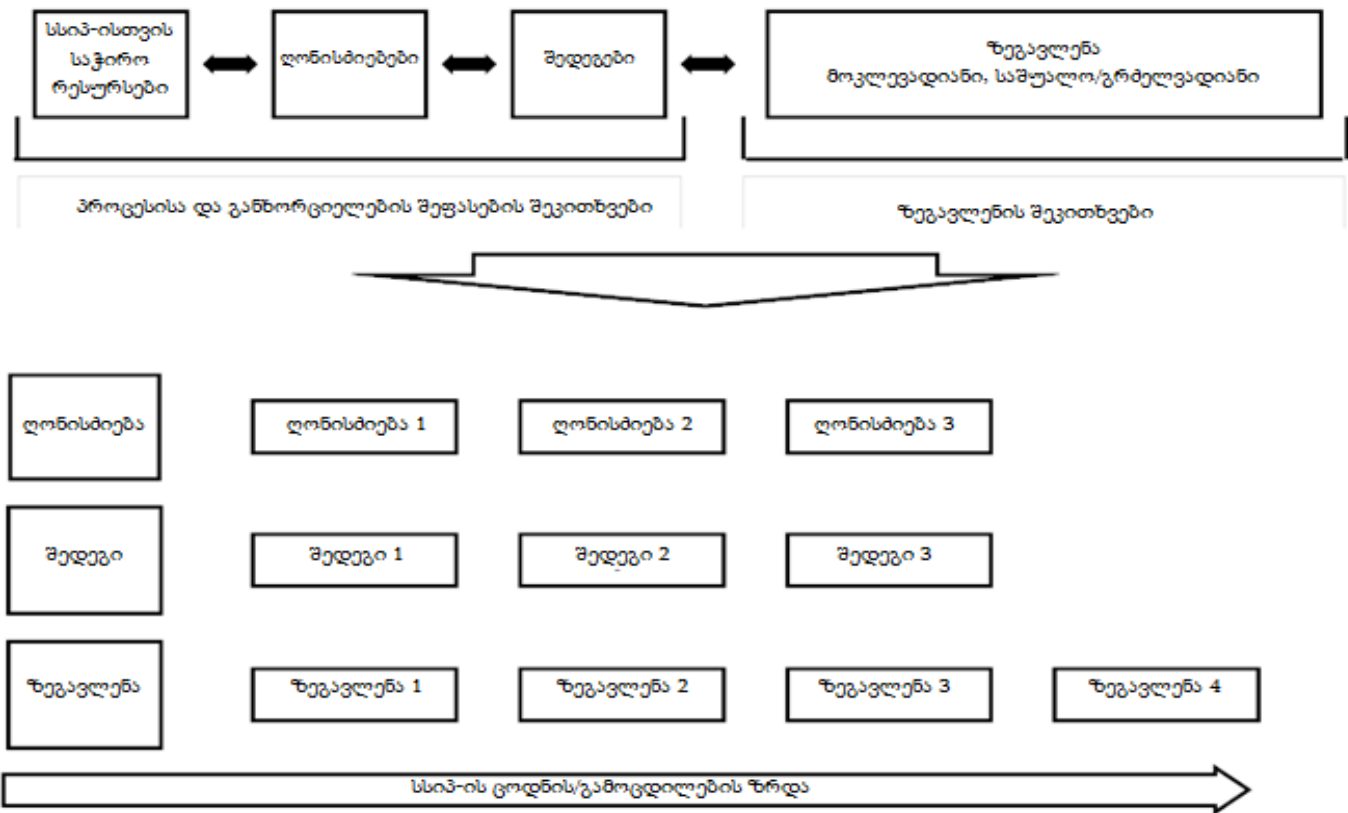 სსიპ-ისთვის
საჭირო
რესურსები
ღონისძიებები
შედეგები
ზეგავლენა
მოკლევადიანი, საშუალო/გრძელვადიანი
პროცესისა და განხორციელების შეფასების შეკითხვები
ზეგავლენის შეკითხვები
ღონისძიება
ღონისძიება 1
ღონისძიება 2
ღონისძიება 3
შედეგი
შედეგი 1
შედეგი 2
შედეგი 3
ზეგავლენა
ზეგავლენა 1
ზეგავლენა 2
ზეგავლენა 3
ზეგავლენა 4
სსიპ-ის ცოდნის/გამოცდილების ზრდა